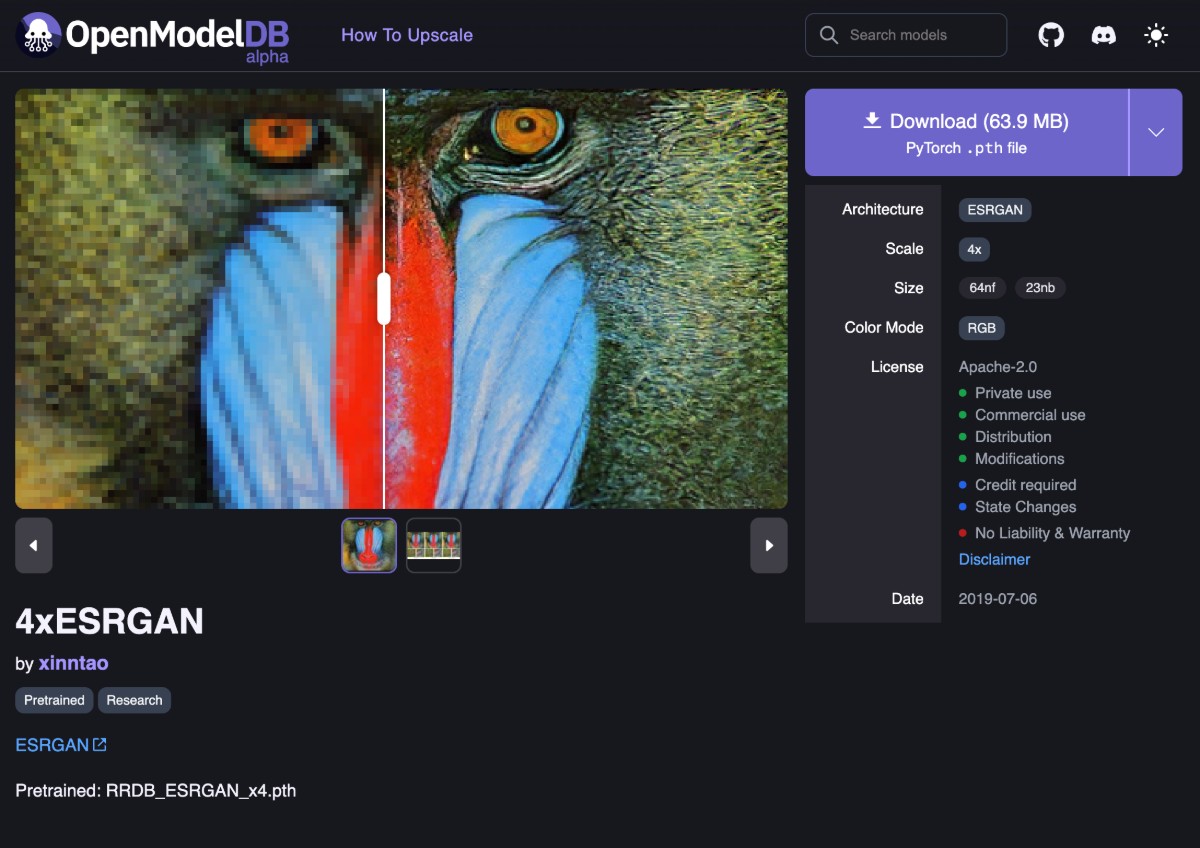 OpenModelDB
alpha
How To Upscale
Search models
Download (63.9 MB)
PyTorch .pth file
Architecture
ESRGAN
Scale
4x
Size
64nf 23nb
Color Mode
RGB
License
Apache-2.0
Private use
Commercial use
Distribution
Modifications
Credit required
State Changes
No Liability & Warranty
Disclaimer
Date
2019-07-06
4xESRGAN
by xinntao
Pretrained Research
ESRGAN
Pretrained: RRDB_ESRGAN_x4.pth